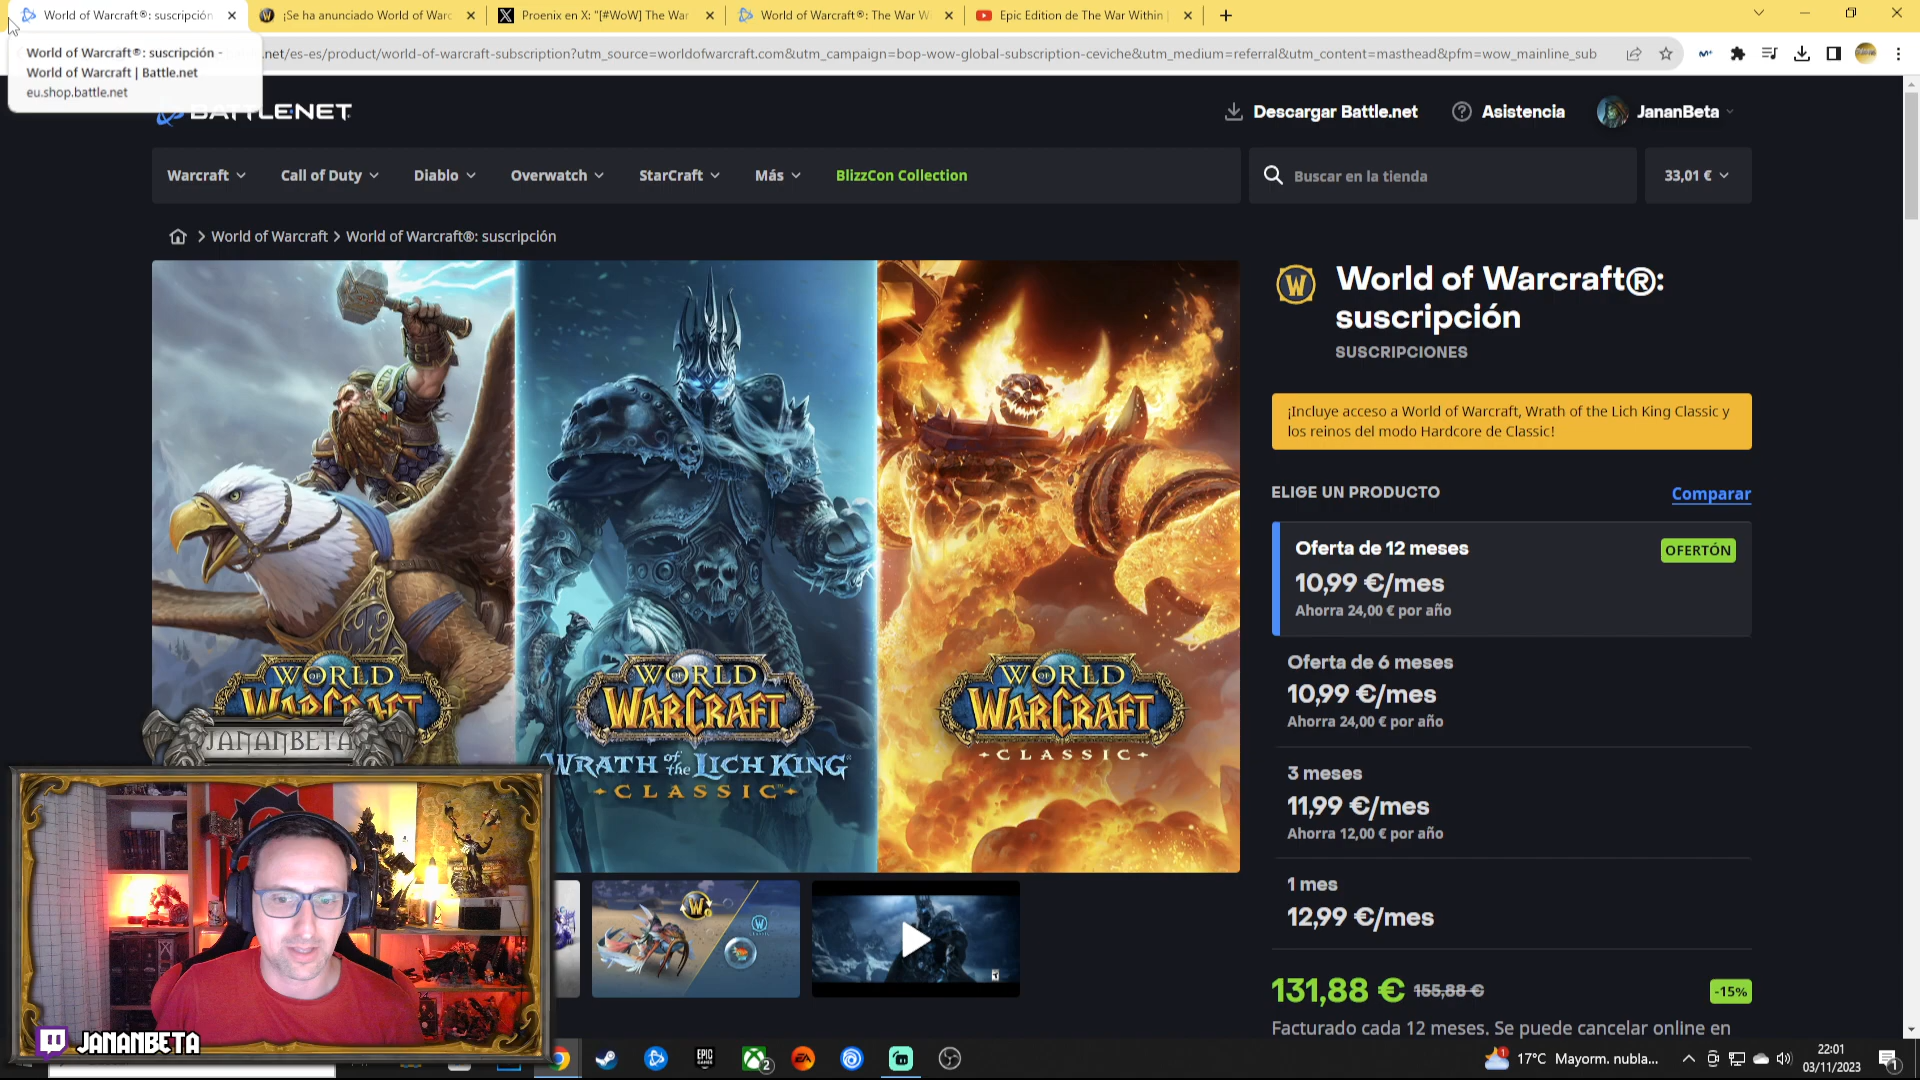 World of Warcraft®: suscripción
¡Se ha anunciado World of Warc
Proenix en X: "[#WoW] The War
World of Warcraft®: The War Wi
Epic Edition de The War Within |
.net/es-es/product/world-of-warcraft-subscription?utm_source=worldofwarcraft.com&utm_campaign=bop-wow-global-subscription-ceviche&utm_medium=referral&utm_content=masthead&pfm=wow_mainline_sub
World of Warcraft®: suscripción -
World of Warcraft | Battle.net
eu.shop.battle.net
BATTLE.NET
Descargar Battle.net
Asistencia
JananBeta
Warcraft
Call of Duty
Diablo
Overwatch
StarCraft
Más
BlizzCon Collection
Buscar en la tienda
33,01 €
World of Warcraft > World of Warcraft®: suscripción
World of Warcraft®:
suscripción
SUSCRIPCIONES
¡Incluye acceso a World of Warcraft, Wrath of the Lich King Classic y
los reinos del modo Hardcore de Classic!
ELIGE UN PRODUCTO
Comparar
Oferta de 12 meses
OFERTÓN
10,99 €/mes
Ahorra 24,00 € por año
Oferta de 6 meses
10,99 €/mes
Ahorra 24,00 € por año
3 meses
11,99 €/mes
Ahorra 12,00 € por año
1 mes
12,99 €/mes
131,88 € 155,88 €
-15%
Facturado cada 12 meses. Se puede cancelar online en
WORLD OF
WARCRAFT
WORLD OF
WARCRAFT
WRATH of the LICH KING
CLASSIC
WORLD OF
WARCRAFT
CLASSIC
JANANBETA
JANANBETA
EPIC
GAMES
2
EA
17°C Mayorm. nubla...
22:01
03/11/2023
1